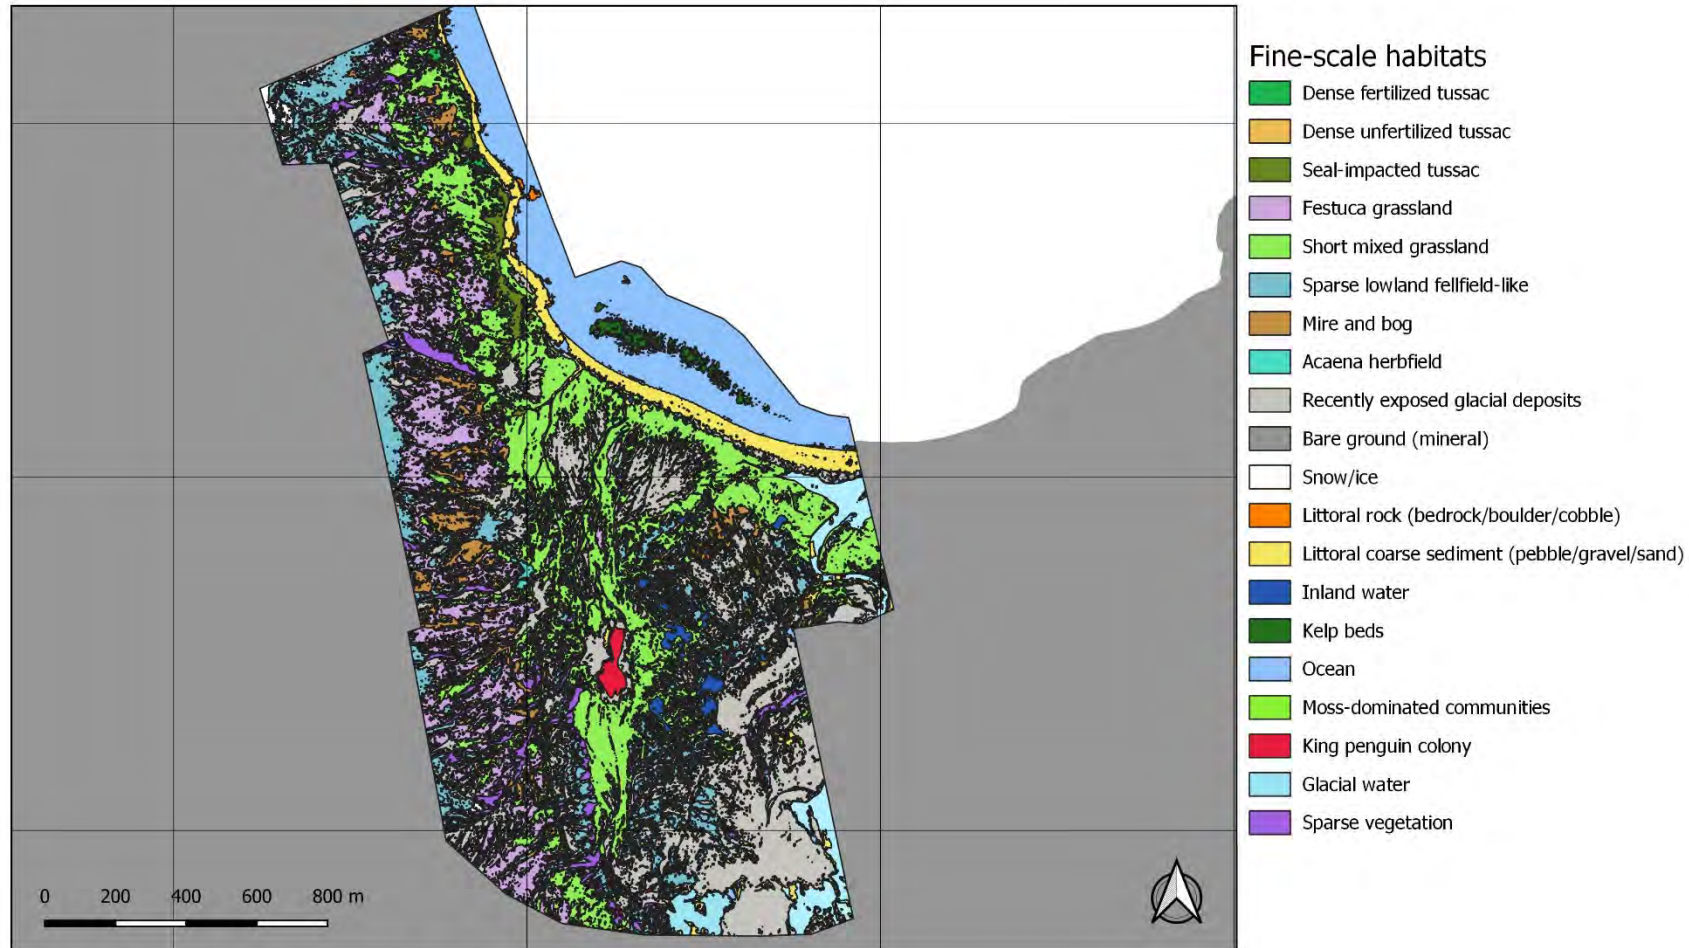 Fine-scale habitats
Dense fertilized tussac
Dense unfertilized tussac
Seal-impacted tussac
Festuca grassland
Short mixed grassland
Sparse lowland fellfield-like
Mire and bog
Acaena herbfield
Recently exposed glacial deposits
Bare ground (mineral)
Snow/ice
Littoral rock (bedrock/boulder/cobble)
Littoral coarse sediment (pebble/gravel/sand)
Inland water
Kelp beds
Ocean
Moss-dominated communities
King penguin colony
Glacial water
Sparse vegetation
0 200 400 600 800 m